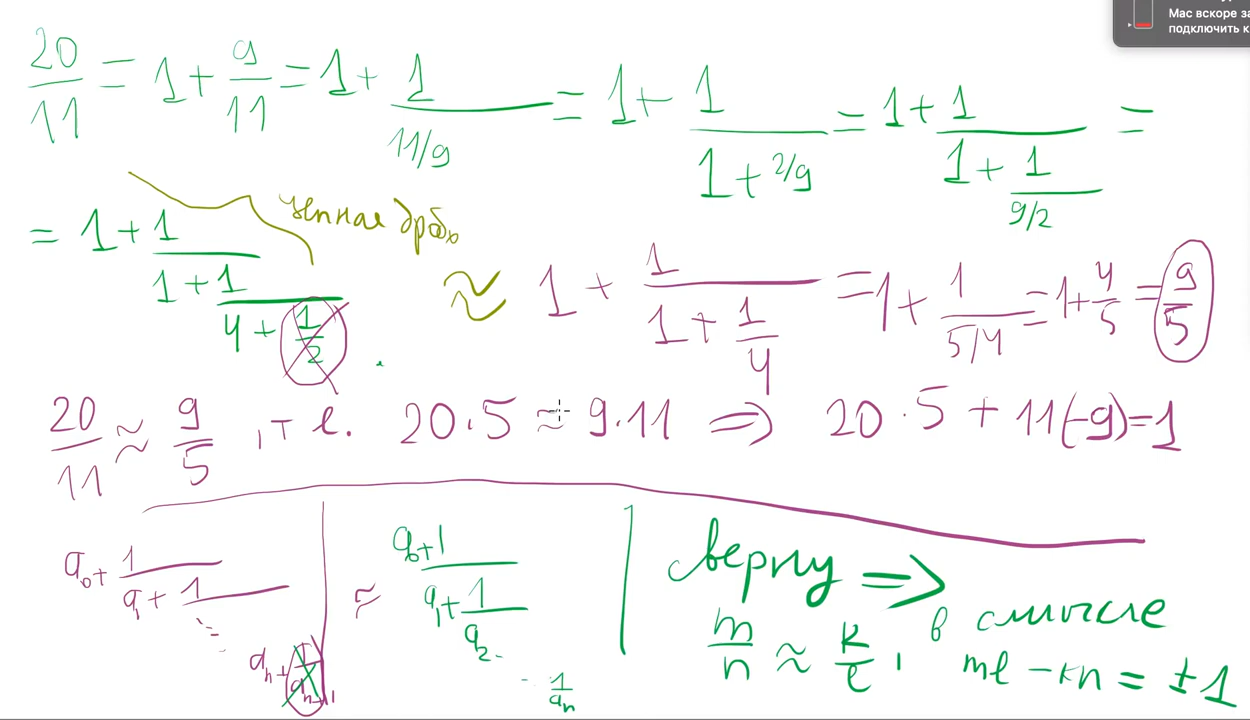 Mac вскоре за
подключить к
20/11 = 1 + 9/11 = 1 + 1/(11/9) = 1 + 1/(1 + 2/9) = 1 + 1/(1 + 1/(9/2)) =
= 1 + 1/(1 + 1/(4 + 1/2)) цепная дробь ≈ 1 + 1/(1 + 1/4) = 1 + 1/(5/4) = 1 + 4/5 = 9/5
20/11 ≈ 9/5 , т е. 20.5 ≈ 9.11 ⇒ 20.5 + 11(-9)=1
a₀ + 1/(a₁ + 1/(⋱ aₙ + 1/aₙ₊₁)) ≈ a₀ + 1/(a₁ + 1/(a₂ ⋱ 1/aₙ))
сверну ⇒
m/n ≈ k/l , в смысле
ml - kn = ±1